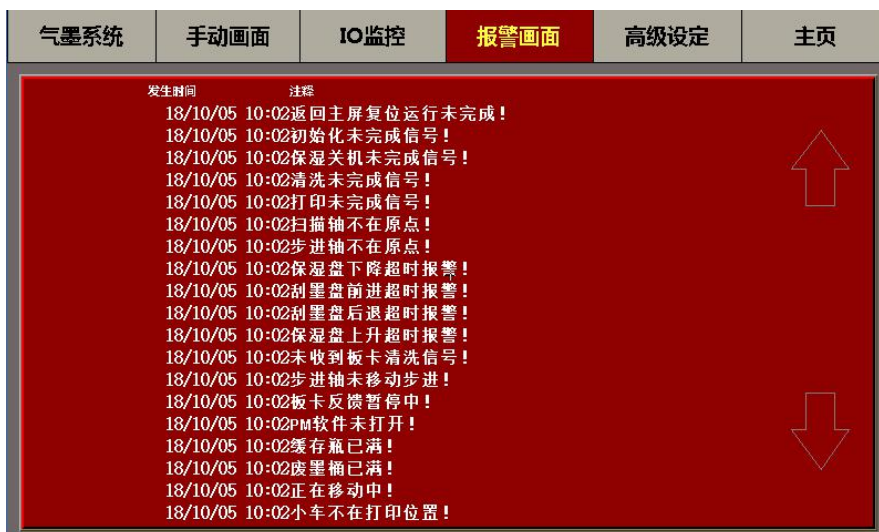 气墨系统 手动画面 IO监控 报警画面 高级设定 主页
发生时间 注释
18/10/05 10:02返回主屏复位运行未完成!
18/10/05 10:02初始化未完成信号!
18/10/05 10:02保湿关机未完成信号!
18/10/05 10:02清洗未完成信号!
18/10/05 10:02打印未完成信号!
18/10/05 10:02扫描轴不在原点!
18/10/05 10:02步进轴不在原点!
18/10/05 10:02保湿盘下降超时报警!
18/10/05 10:02刮墨盘前进超时报警!
18/10/05 10:02刮墨盘后退超时报警!
18/10/05 10:02保湿盘上升超时报警!
18/10/05 10:02未收到板卡清洗信号!
18/10/05 10:02步进轴未移动步进!
18/10/05 10:02板卡反馈暂停中!
18/10/05 10:02PM软件未打开!
18/10/05 10:02缓存瓶已满!
18/10/05 10:02废墨桶已满!
18/10/05 10:02正在移动中!
18/10/05 10:02小车不在打印位置!